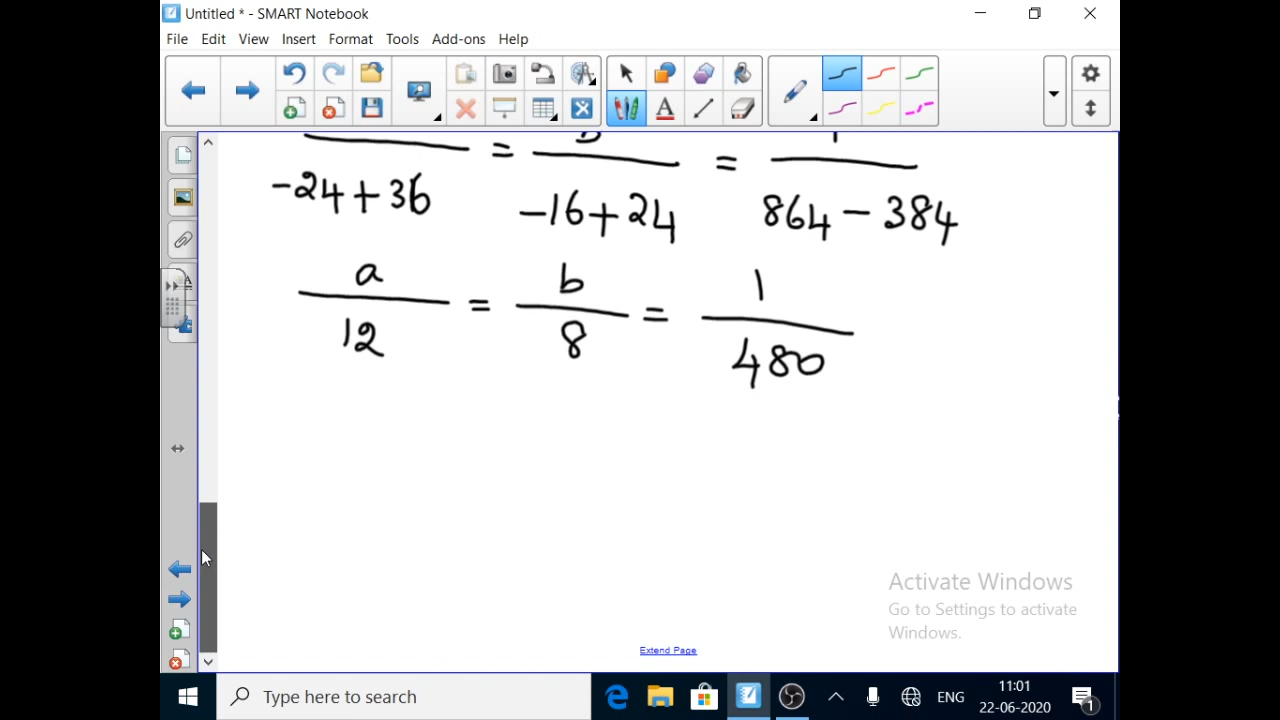 Untitled * - SMART Notebook
File Edit View Insert Format Tools Add-ons Help
= =
-24+36 -16+24 864-384
a b 1
= =
12 8 480
Activate Windows
Go to Settings to activate
Windows.
Extend Page
Type here to search
ENG
11:01
22-06-2020
1